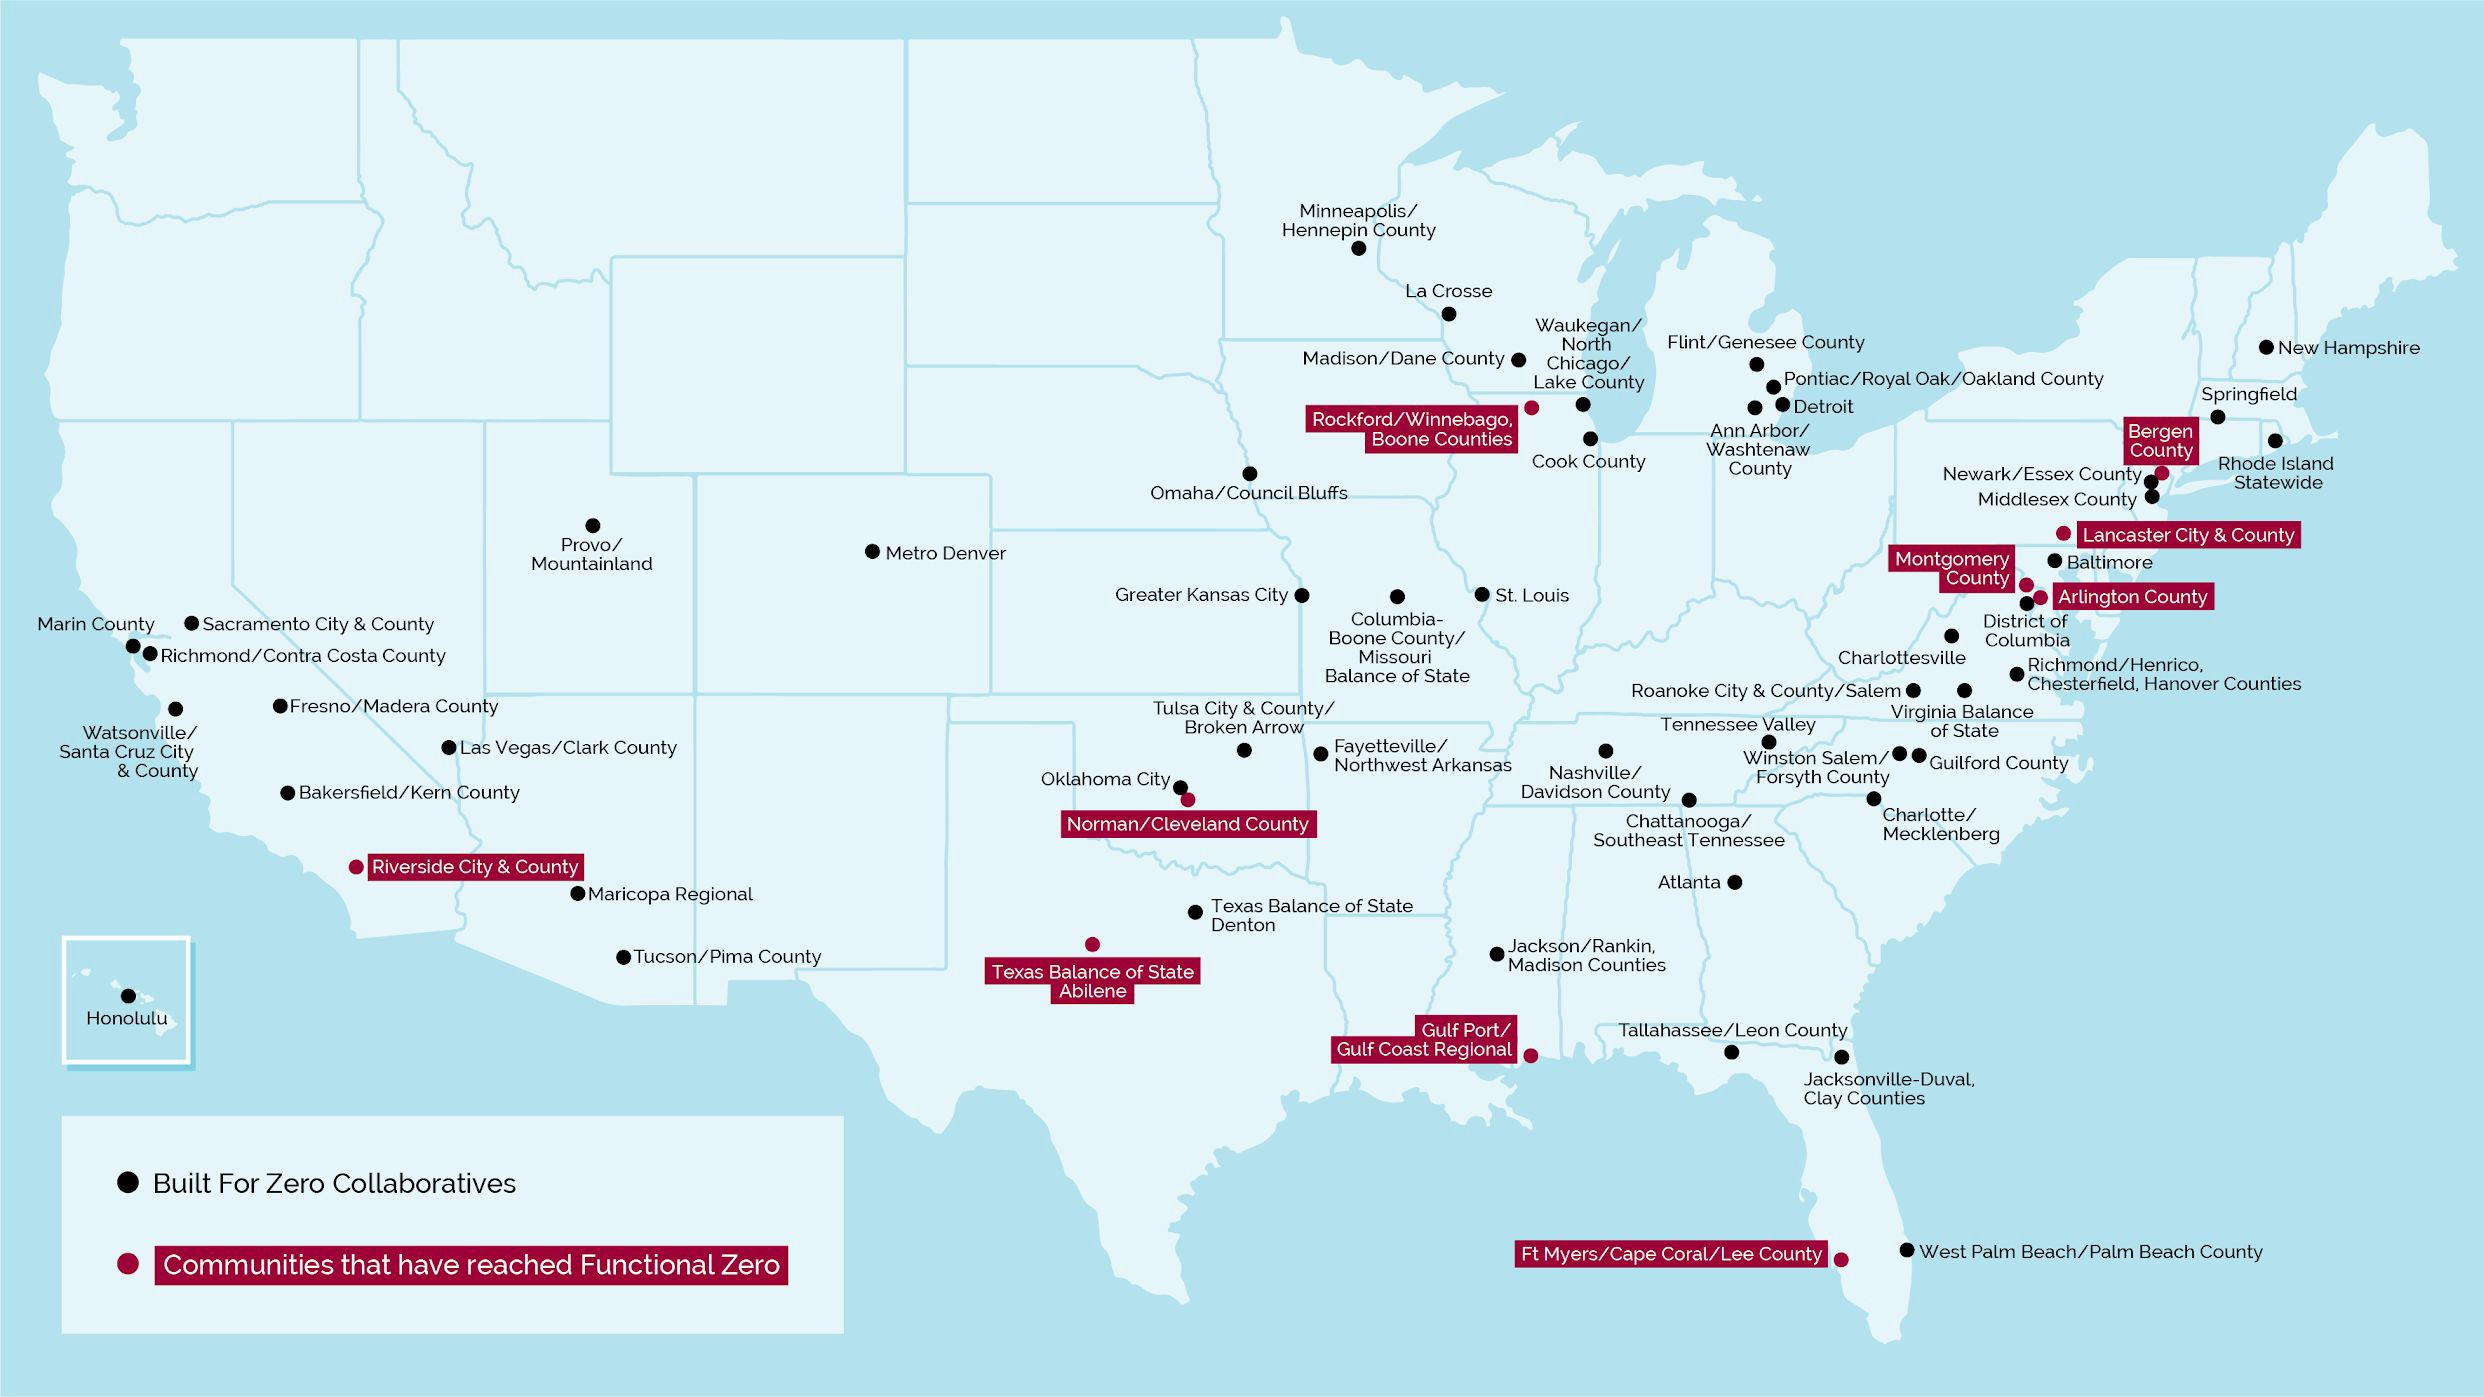 Minneapolis/
Hennepin County
La Crosse
Waukegan/
North
Chicago/
Lake County
Madison/Dane County
Flint/Genesee County
Pontiac/Royal Oak/Oakland County
Detroit
Ann Arbor/
Washtenaw
County
New Hampshire
Springfield
Rockford/Winnebago,
Boone Counties
Cook County
Bergen
County
Newark/Essex County
Middlesex County
Rhode Island
Statewide
Omaha/Council Bluffs
Provo/
Mountainland
Metro Denver
Lancaster City & County
Montgomery
County
Baltimore
Arlington County
District of
Columbia
Greater Kansas City
St. Louis
Columbia-
Boone County/
Missouri
Balance of State
Marin County
Sacramento City & County
Richmond/Contra Costa County
Charlottesville
Richmond/Henrico,
Chesterfield, Hanover Counties
Roanoke City & County/Salem
Virginia Balance
of State
Fresno/Madera County
Watsonville/
Santa Cruz City
& County
Las Vegas/Clark County
Bakersfield/Kern County
Tulsa City & County/
Broken Arrow
Fayetteville/
Northwest Arkansas
Oklahoma City
Norman/Cleveland County
Tennessee Valley
Nashville/
Davidson County
Winston Salem/
Forsyth County
Guilford County
Charlotte/
Mecklenberg
Chattanooga/
Southeast Tennessee
Atlanta
Riverside City & County
Maricopa Regional
Tucson/Pima County
Texas Balance of State
Denton
Texas Balance of State
Abilene
Jackson/Rankin,
Madison Counties
Honolulu
Gulf Port/
Gulf Coast Regional
Tallahassee/Leon County
Jacksonville-Duval,
Clay Counties
Built For Zero Collaboratives
Communities that have reached Functional Zero
Ft Myers/Cape Coral/Lee County
West Palm Beach/Palm Beach County